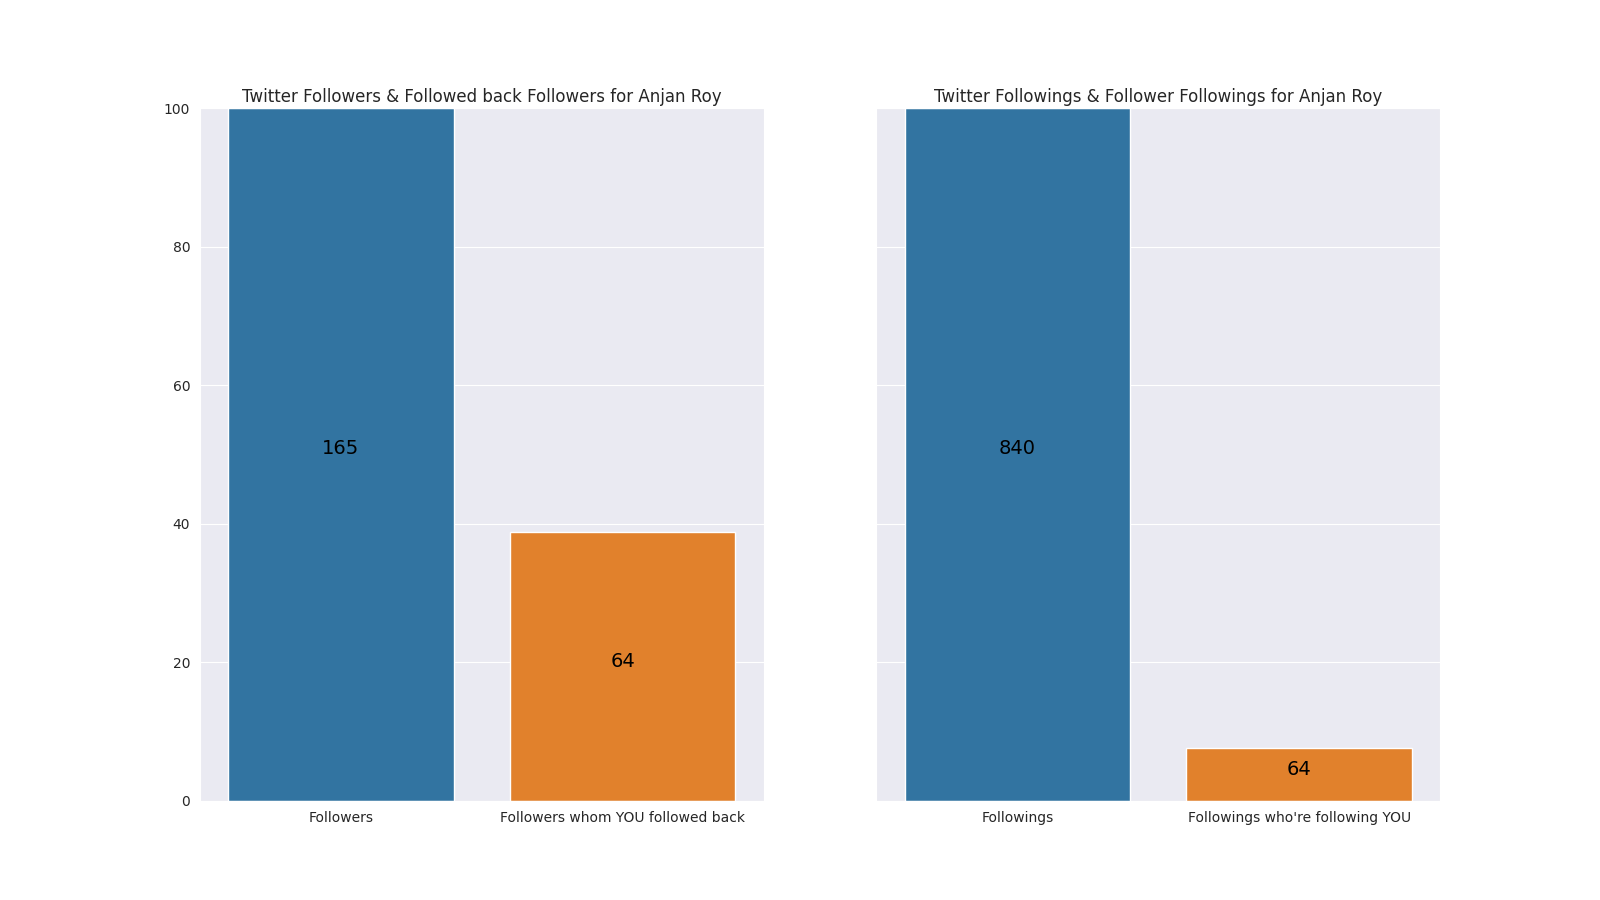 Twitter Followers & Followed back Followers for Anjan Roy
100
80
60
40
20
0
165
64
Followers
Followers whom YOU followed back
Twitter Followings & Follower Followings for Anjan Roy
840
64
Followings
Followings who're following YOU